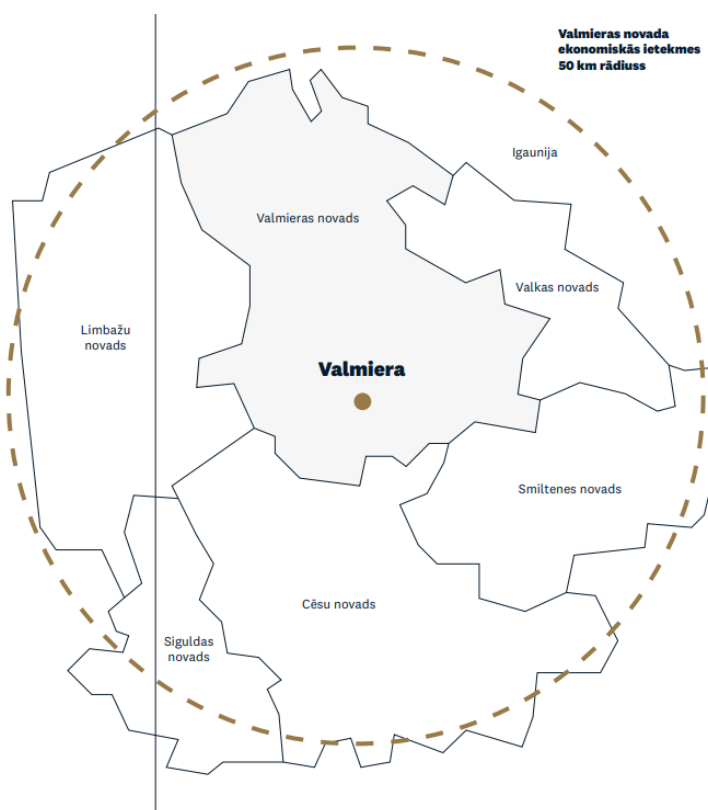 Valmieras novada
ekonomiskās ietekmes
50 km rādiuss
Igaunija
Valmieras novads
Valkas novads
Limbažu
novads
Valmiera
Smiltenes novads
Cēsu novads
Siguldas
novads